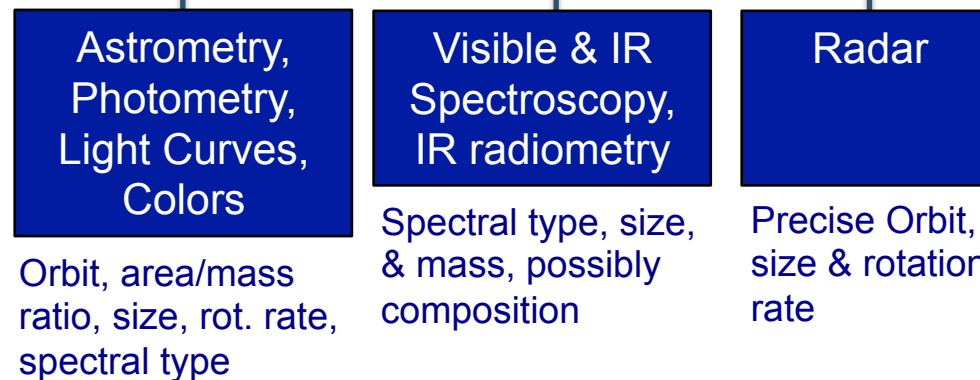 Astrometry,
Photometry,
Light Curves,
Colors
Orbit, area/mass
ratio, size, rot. rate,
spectral type
Visible & IR
Spectroscopy,
IR radiometry
Spectral type, size,
& mass, possibly
composition
Radar
Precise Orbit,
size & rotation
rate